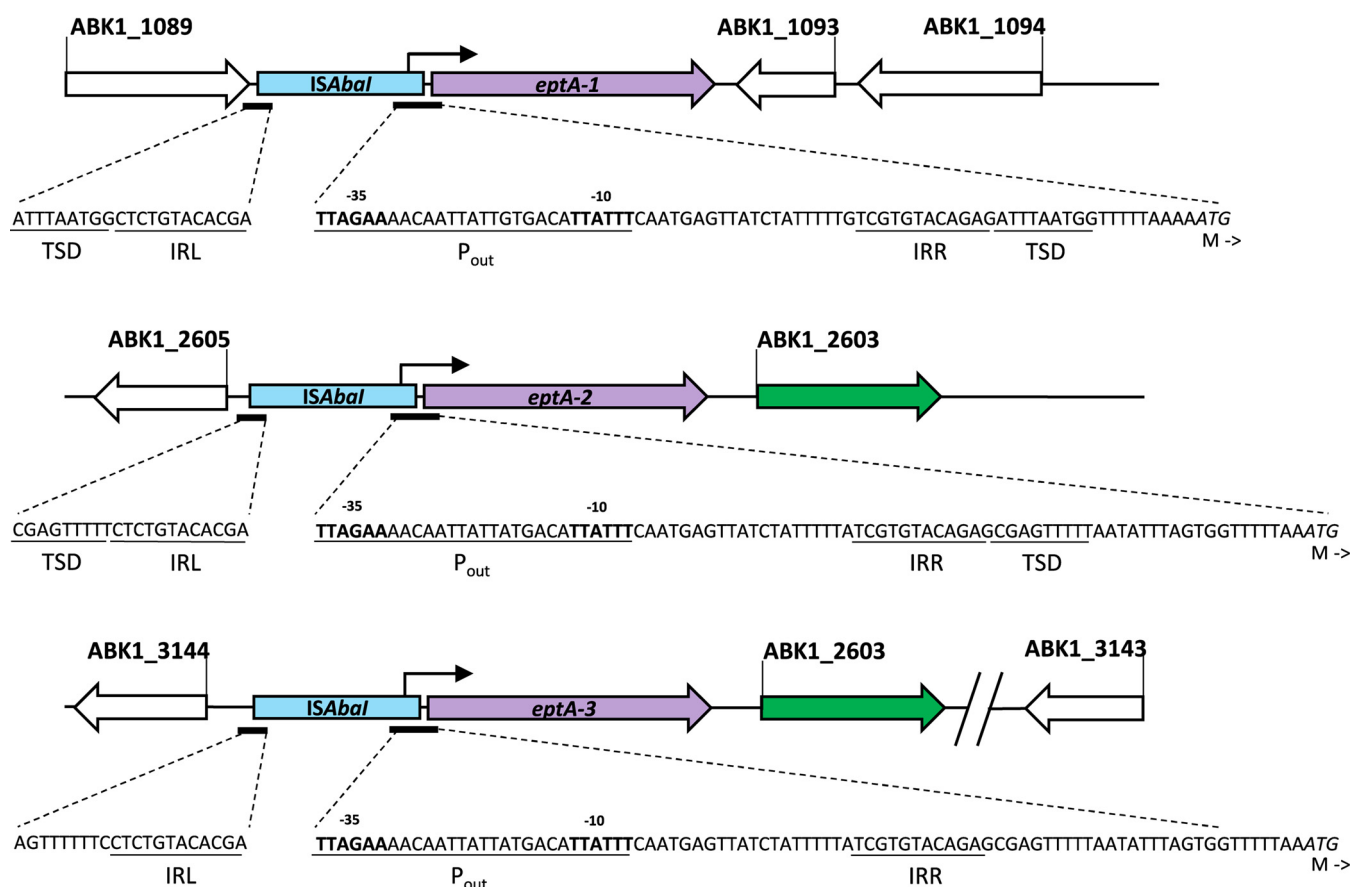 ABK1_1089 ABK1_1093 ABK1_1094
ISAbaI eptA-1
-35 -10
ATTTAATGGCTCTGTACACGA TTAGAAAACAATTATTGTGACATTATTTCAATGAGTTATCTATTTTTGTCGTGTACAGAGATTTAATGGTTTTTAAAAATG
TSD IRL Pout IRR TSD M ->
ABK1_2605 ABK1_2603
ISAbaI eptA-2
-35 -10
CGAGTTTTTCTCTGTACACGA TTAGAAAACAATTATTATGACATTATTTCAATGAGTTATCTATTTTTATCGTGTACAGAGCGAGTTTTTAATATTTAGTGGTTTTTAAATG
TSD IRL Pout IRR TSD M ->
ABK1_3144 ABK1_2603 ABK1_3143
ISAbaI eptA-3
-35 -10
AGTTTTTTCCTCTGTACACGA TTAGAAAACAATTATTATGACATTATTTCAATGAGTTATCTATTTTTATCGTGTACAGAGCGAGTTTTTAATATTTAGTGGTTTTTAAATG
IRL Pout IRR M ->